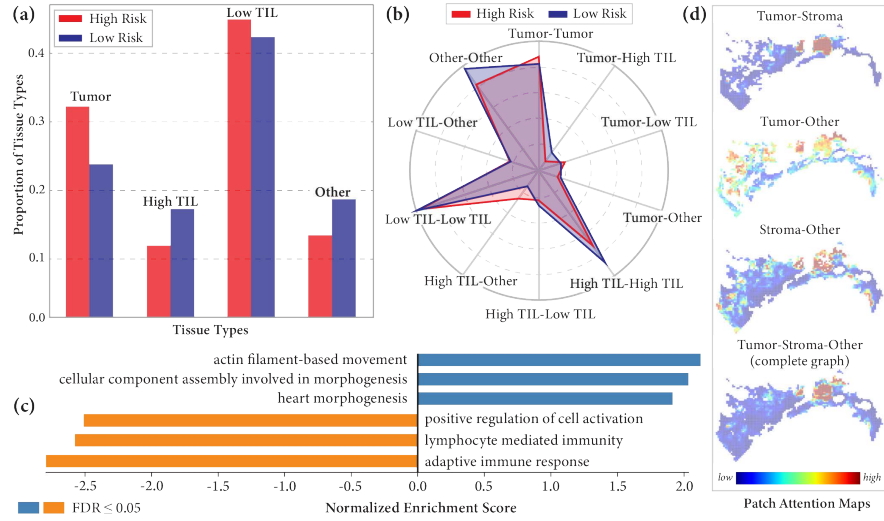 (a)
High Risk
Low Risk
Low TIL
Tumor
High TIL
Other
0.4
0.3
0.2
0.1
0.0
Proportion of Tissue Types
Tissue Types
(b)
High Risk
Low Risk
Tumor-Tumor
Other-Other
Tumor-High TIL
Low TIL-Other
Tumor-Low TIL
Low TIL-Low TIL
Tumor-Other
High TIL-Other
High TIL-High TIL
High TIL-Low TIL
(c)
actin filament-based movement
cellular component assembly involved in morphogenesis
heart morphogenesis
positive regulation of cell activation
lymphocyte mediated immunity
adaptive immune response
-2.5
-2.0
-1.5
-1.0
-0.5
0.0
0.5
1.0
1.5
2.0
FDR ≤ 0.05
Normalized Enrichment Score
(d)
Tumor-Stroma
Tumor-Other
Stroma-Other
Tumor-Stroma-Other
(complete graph)
low
high
Patch Attention Maps